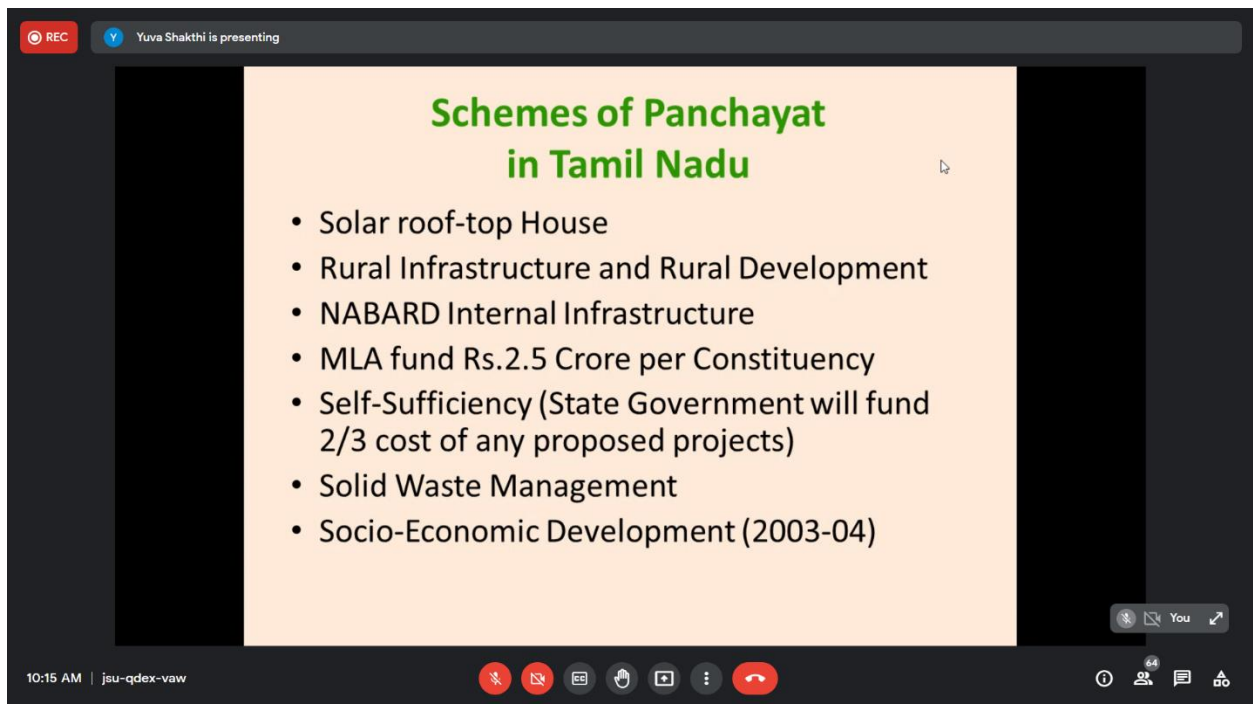 REC
Y
Yuva Shakthi is presenting
Schemes of Panchayat
in Tamil Nadu
• Solar roof-top House
• Rural Infrastructure and Rural Development
• NABARD Internal Infrastructure
• MLA fund Rs.2.5 Crore per Constituency
• Self-Sufficiency (State Government will fund
2/3 cost of any proposed projects)
• Solid Waste Management
• Socio-Economic Development (2003-04)
You
10:15 AM | jsu-qdex-vaw
64